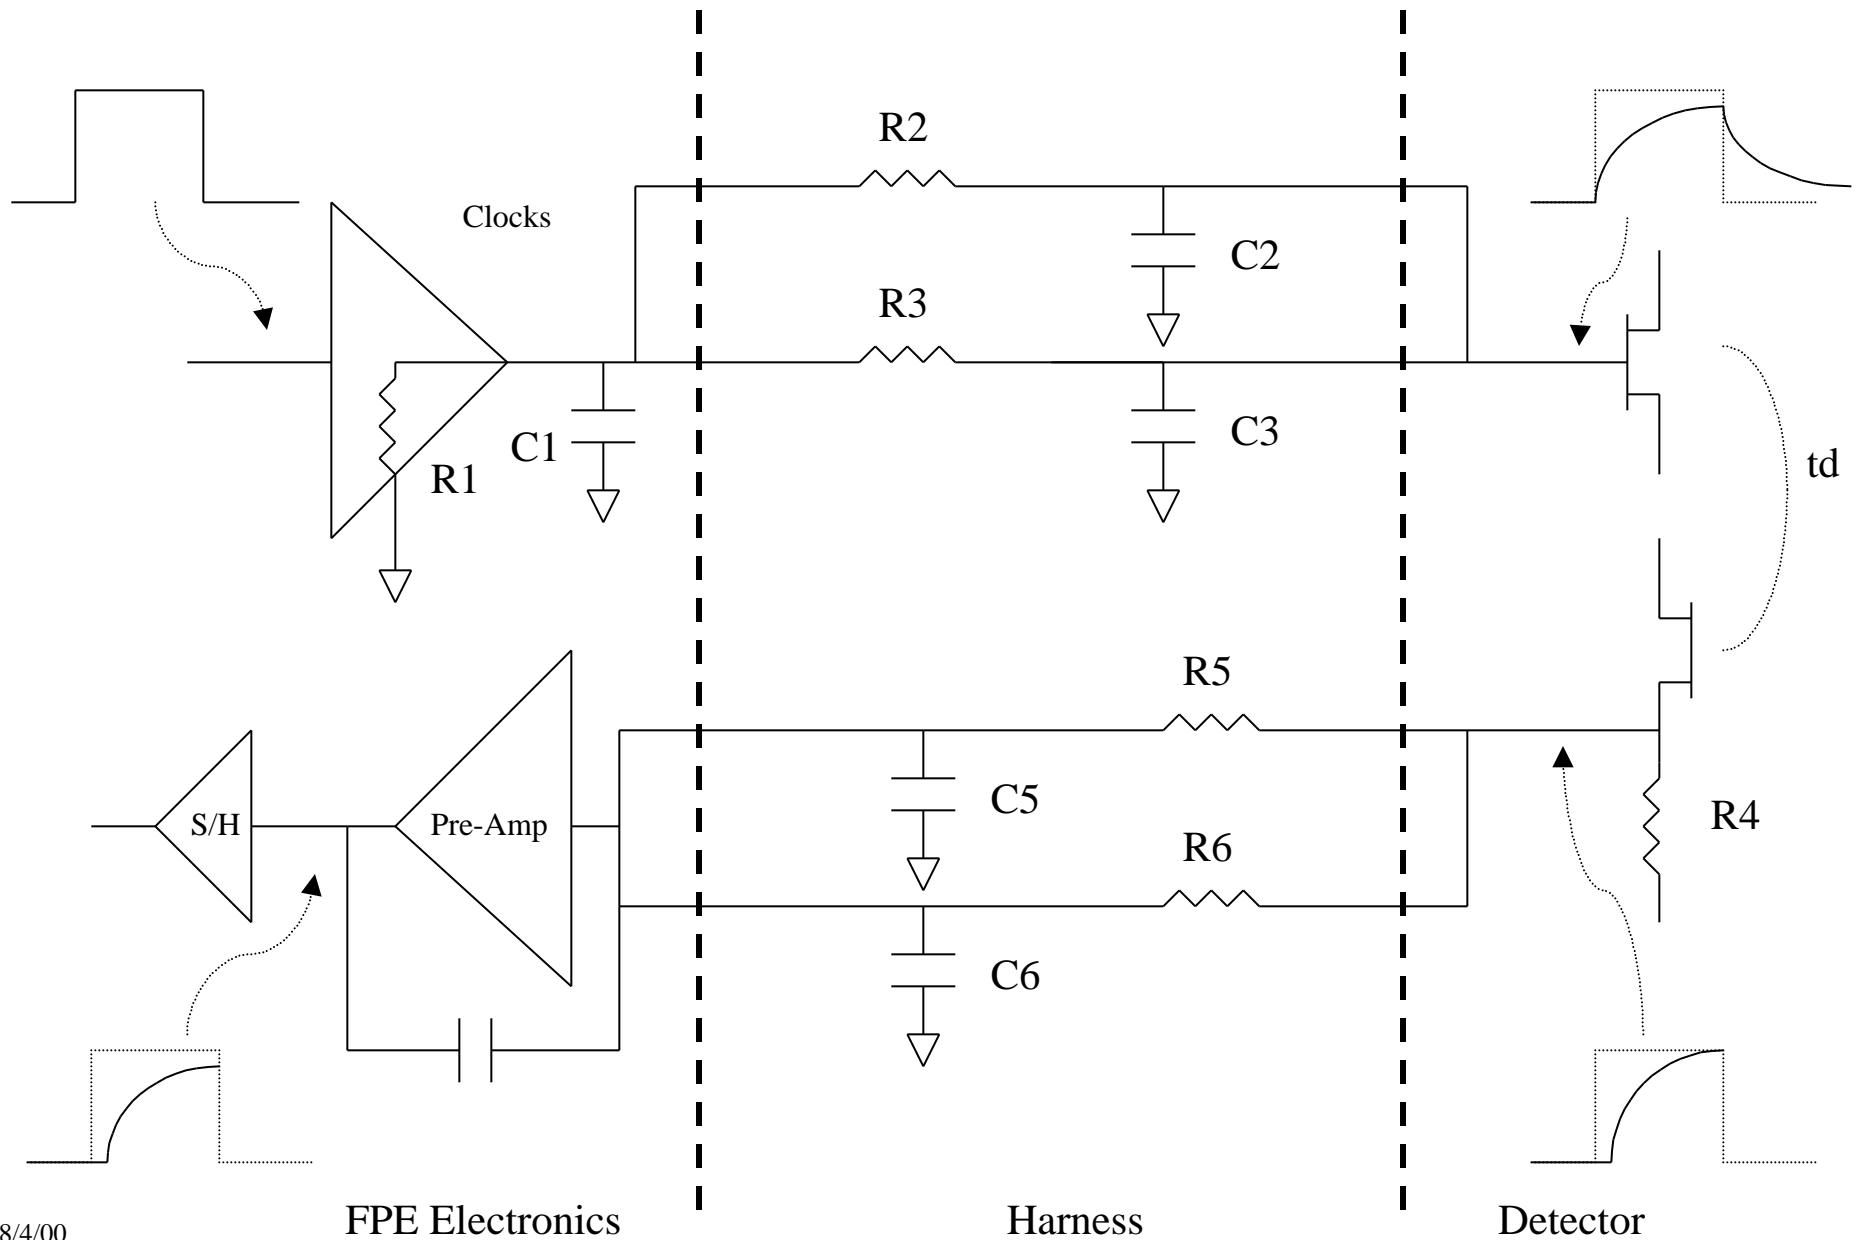 R2
Clocks
C2
R3
C1
R1
C3
td
R5
S/H
Pre-Amp
C5
R4
R6
C6
8/4/00
FPE Electronics
Harness
Detector